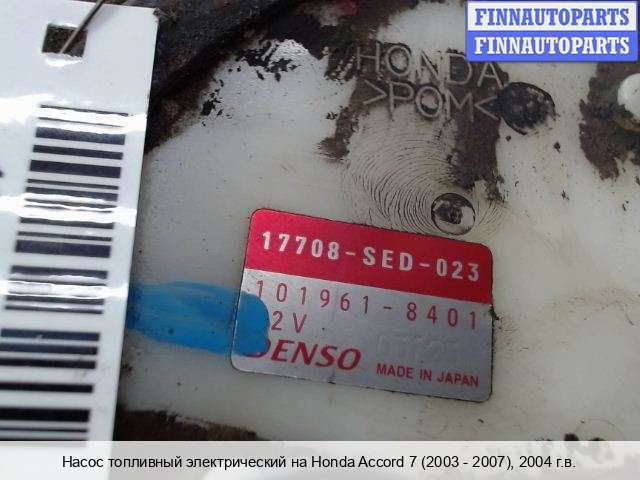 FINNAUTOPARTS
FINNAUTOPARTS
HONDA
>POM<
17708-SED-023
101961-8401
2V
DENSO
MADE IN JAPAN
Насос топливный электрический на Honda Accord 7 (2003 - 2007), 2004 г.в.